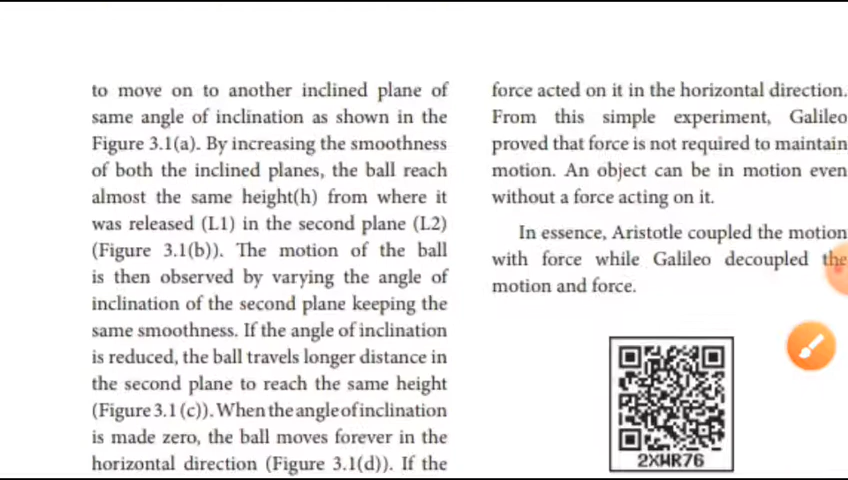 to move on to another inclined plane of
same angle of inclination as shown in the
Figure 3.1(a). By increasing the smoothness
of both the inclined planes, the ball reach
almost the same height(h) from where it
was released (L1) in the second plane (L2)
(Figure 3.1(b)). The motion of the ball
is then observed by varying the angle of
inclination of the second plane keeping the
same smoothness. If the angle of inclination
is reduced, the ball travels longer distance in
the second plane to reach the same height
(Figure 3.1 (c)). When the angle of inclination
is made zero, the ball moves forever in the
horizontal direction (Figure 3.1(d)). If the
force acted on it in the horizontal direction.
From this simple experiment, Galileo
proved that force is not required to maintain
motion. An object can be in motion even
without a force acting on it.
In essence, Aristotle coupled the motion
with force while Galileo decoupled the
motion and force.
2XWR76